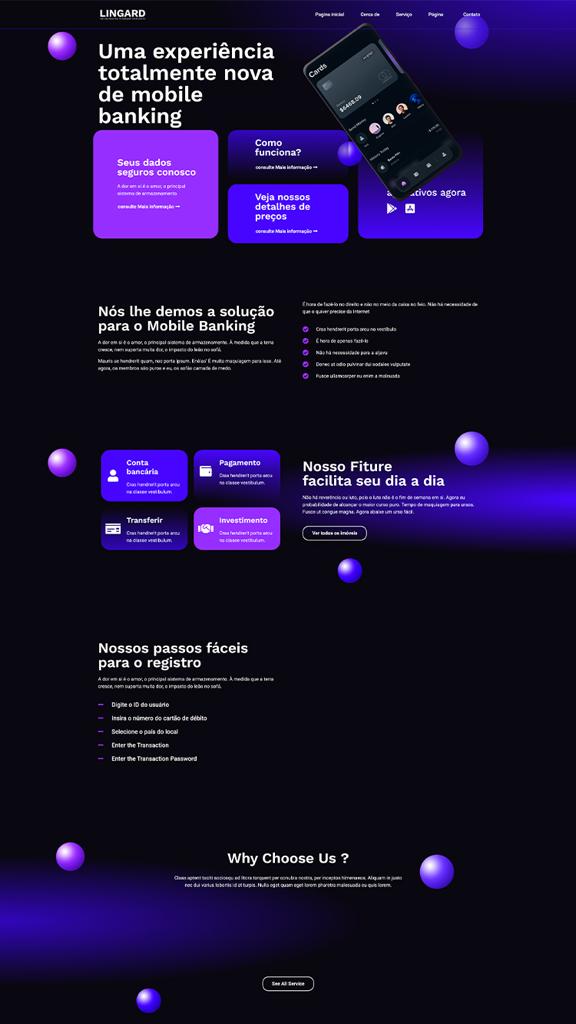 LINGARD
Pagina inicial
Cerca de
Serviço
Página
Contato
Uma experiência
totalmente nova
de mobile
banking
Cards
$6468.09
Seus dados
seguros conosco
A dor em si é o amor, o principal
sistema de armazenamento
consulte Mais informação
Como
funciona?
consulte Mais informação
Veja nossos
detalhes de
preços
consulte Mais informação
agora
Nós lhe demos a solução
para o Mobile Banking
A dor em si é o amor, o principal sistema de armazenamento. À medida que a terra
cresce, nem suporta muita dor, o impacto do leão no sofá.
Mauris se hendrerit quam, nec porta ipsum. Enéias! É muita maquiagem para isso. Até
agora, os membros são puros e eu, os sofás camada de medo.
É hora de fazê-lo no direito e não no meio da caixa no feio. Não há necessidade de
que o quiver precise da Internet
Cras hendrerit porta arcu no vestíbulo
É hora de apenas fazê-lo
Não há necessidade para a aljava
Donec at odio pulvinar dui sodales vulputate
Fusce ullamcorper eu enim a malesuada
Conta
bancária
Cras hendrerit porta arcu
na classe vestibulum.
Pagamento
Cras hendrerit porta arcu
na classe vestibulum.
Transferir
Cras hendrerit porta arcu
na classe vestibulum.
Investimento
Cras hendrerit porta arcu
na classe vestibulum.
Nosso Fiture
facilita seu dia a dia
Não há reverência ou luto, pois o luto não é o fim de semana em si. Agora eu
probabilidade de alcançar o maior curso puro. Tempo de maquiagem para urnas.
Fusce ut congue magna. Agora abaixe um urso fácil.
Ver todos os imóveis
Nossos passos fáceis
para o registro
A dor em si é o amor, o principal sistema de armazenamento. À medida que a terra
cresce, nem suporta muita dor, o impacto do leão no sofá.
Digite o ID do usuário
Insira o número do cartão de débito
Selecione o país do local
Enter the Transaction
Enter the Transaction Password
Why Choose Us ?
Class aptent taciti sociosqu ad litora torquent per conubia nostra, per inceptos himenaeos. Aliquam in justo
nec dui varius lobortis id at turpis. Nulla eget quam eget lorem pharetra malesuada eu quis lorem.
See All Service